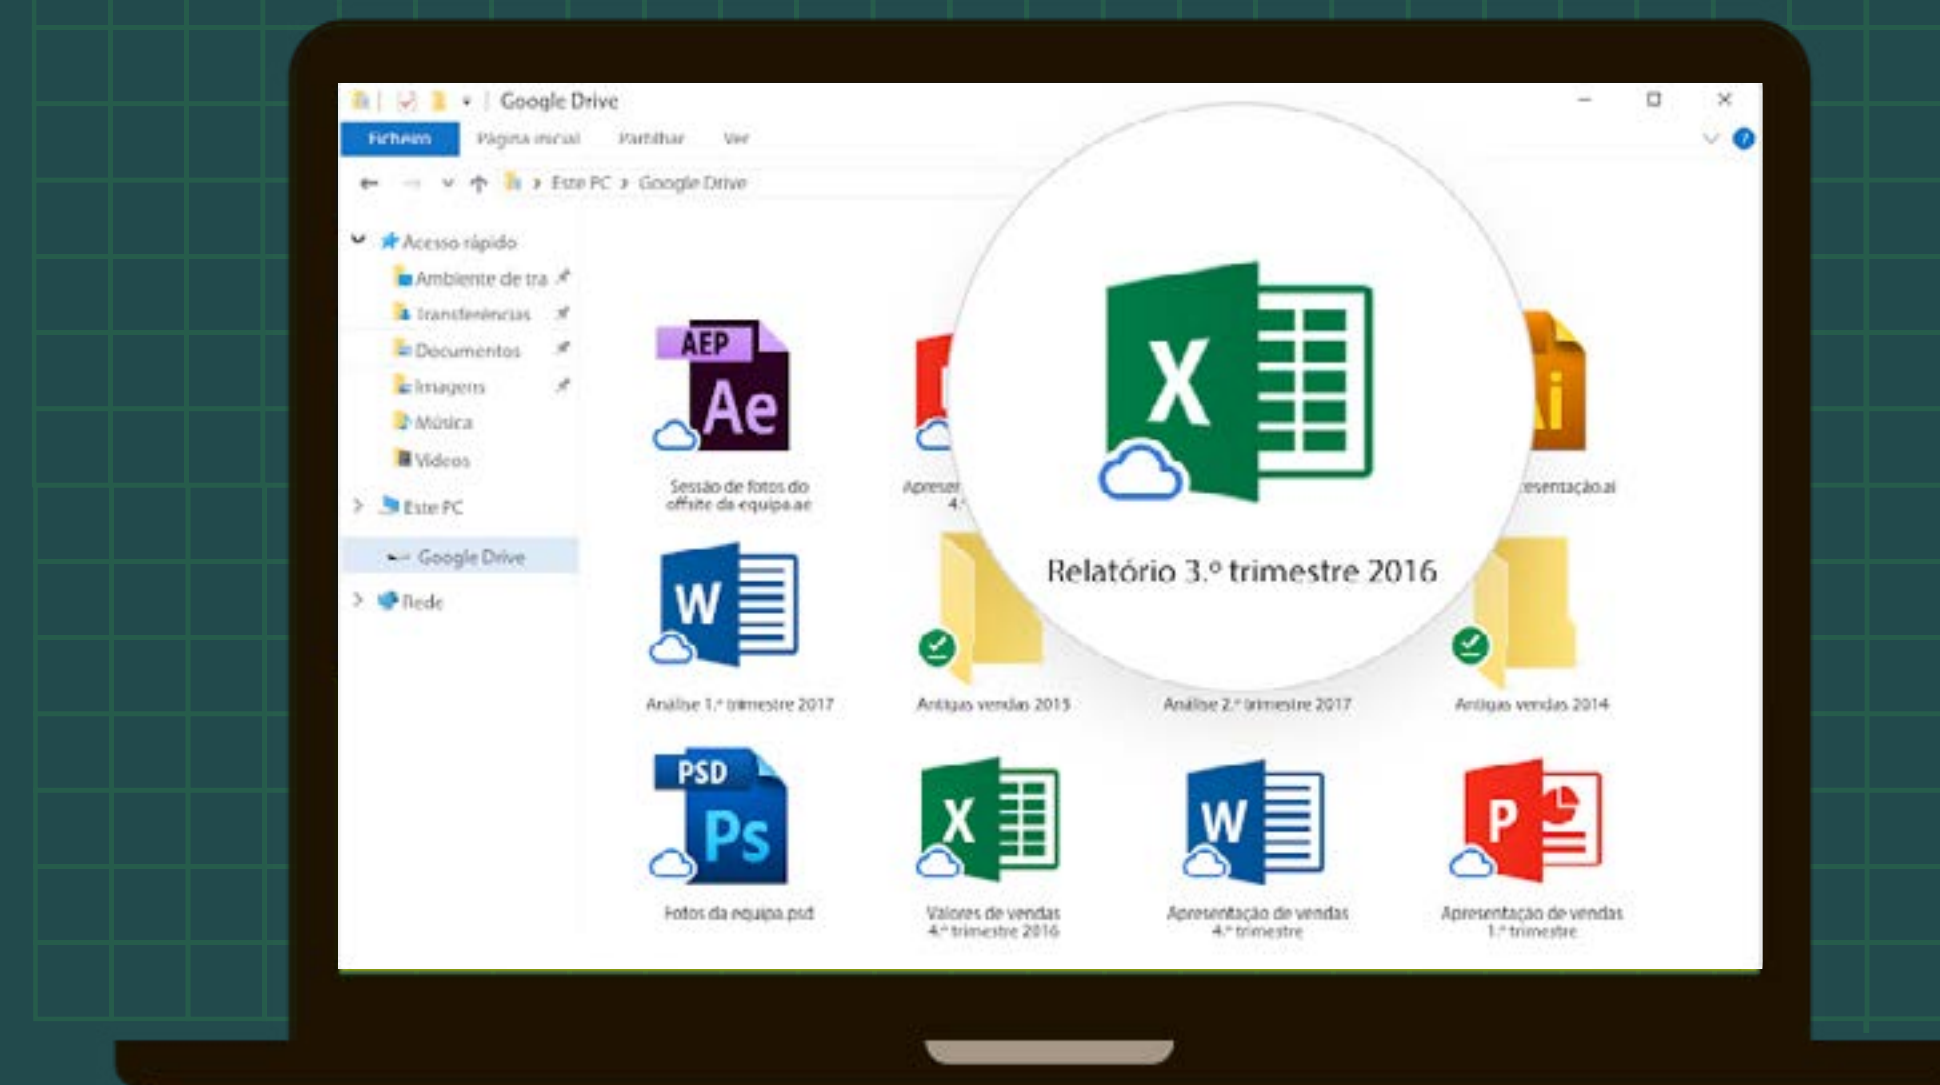 Google Drive
Ficheiro Página inicial Partilhar Ver
?
Este PC › Google Drive
Acesso rápido
Ambiente de tra
Transferências
Documentos
Imagens
Música
Vídeos
Este PC
Google Drive
Rede
AEP
Ae
Sessão de fotos do
offsite da equipa.ae
X
Relatório 3.º trimestre 2016
W
Análise 1.º trimestre 2017
Antigas vendas 2015
Análise 2.º trimestre 2017
Antigas vendas 2014
PSD
Ps
Fotos da equipa.psd
X
Valores de vendas
4.º trimestre 2016
W
Apresentação de vendas
4.º trimestre
P
Apresentação de vendas
1.º trimestre